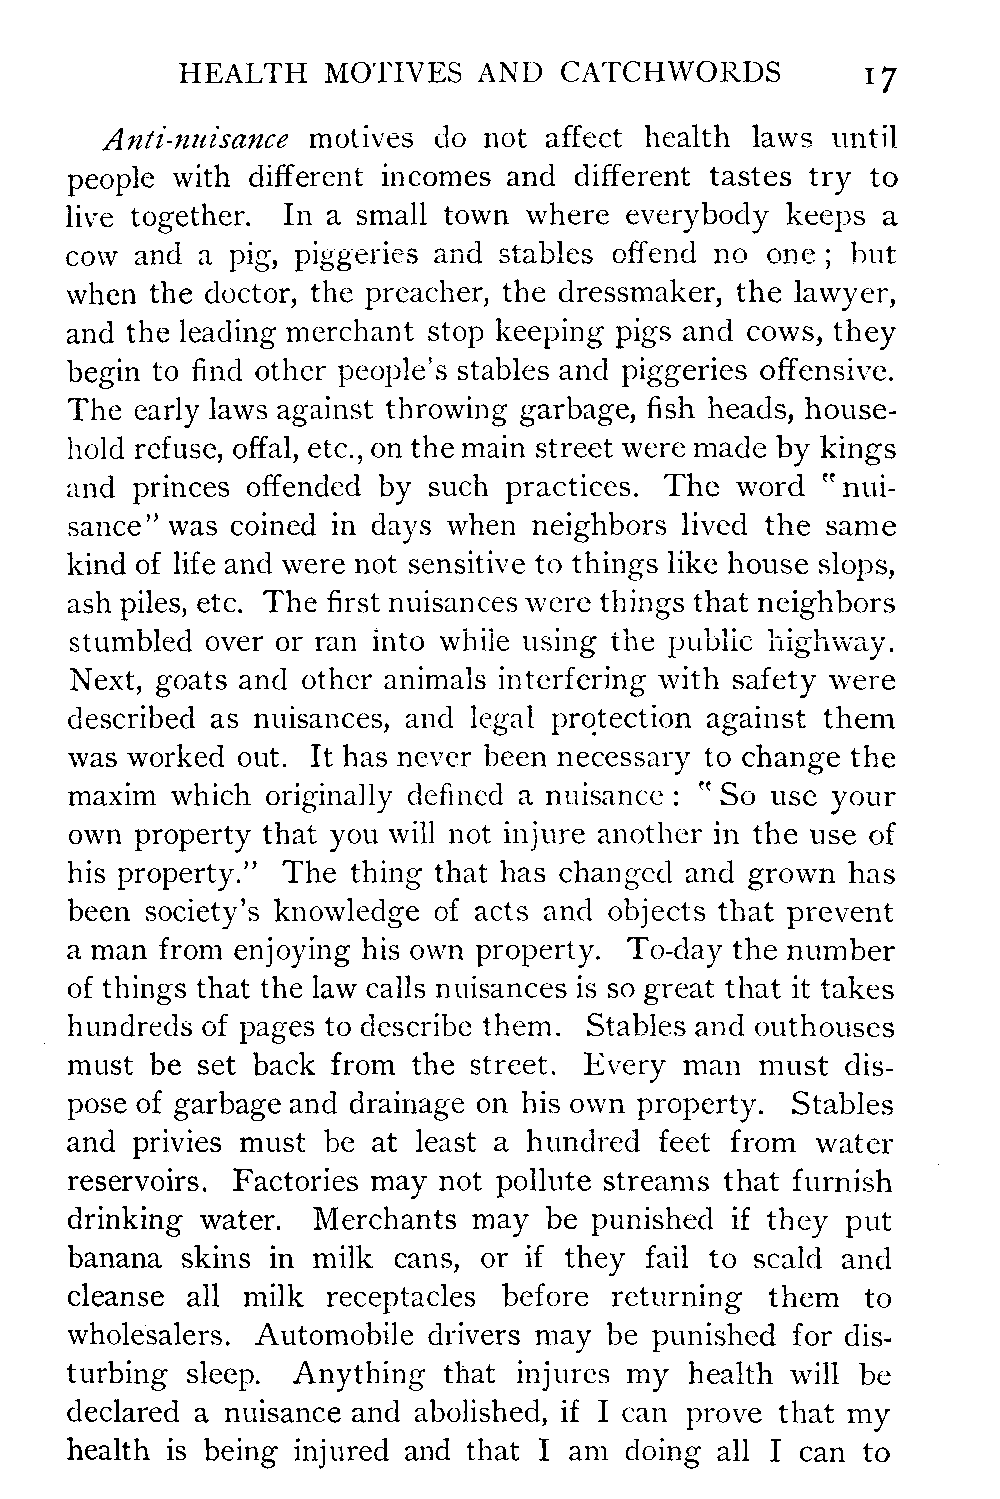 HEALTH MOTIVES AND CATCHWORDS 17
Anti-nuisance motives do not affect health laws until
people with different incomes and different tastes try to
live together. In a small town where everybody keeps a
cow and a pig, piggeries and stables offend no one; but
when the doctor, the preacher, the dressmaker, the lawyer,
and the leading merchant stop keeping pigs and cows, they
begin to find other people's stables and piggeries offensive.
The early laws against throwing garbage, fish heads, house-
hold refuse, offal, etc., on the main street were made by kings
and princes offended by such practices. The word "nui-
sance" was coined in days when neighbors lived the same
kind of life and were not sensitive to things like house slops,
ash piles, etc. The first nuisances were things that neighbors
stumbled over or ran into while using the public highway.
Next, goats and other animals interfering with safety were
described as nuisances, and legal protection against them
was worked out. It has never been necessary to change the
maxim which originally defined a nuisance: "So use your
own property that you will not injure another in the use of
his property." The thing that has changed and grown has
been society's knowledge of acts and objects that prevent
a man from enjoying his own property. To-day the number
of things that the law calls nuisances is so great that it takes
hundreds of pages to describe them. Stables and outhouses
must be set back from the street. Every man must dis-
pose of garbage and drainage on his own property. Stables
and privies must be at least a hundred feet from water
reservoirs. Factories may not pollute streams that furnish
drinking water. Merchants may be punished if they put
banana skins in milk cans, or if they fail to scald and
cleanse all milk receptacles before returning them to
wholesalers. Automobile drivers may be punished for dis-
turbing sleep. Anything that injures my health will be
declared a nuisance and abolished, if I can prove that my
health is being injured and that I am doing all I can to